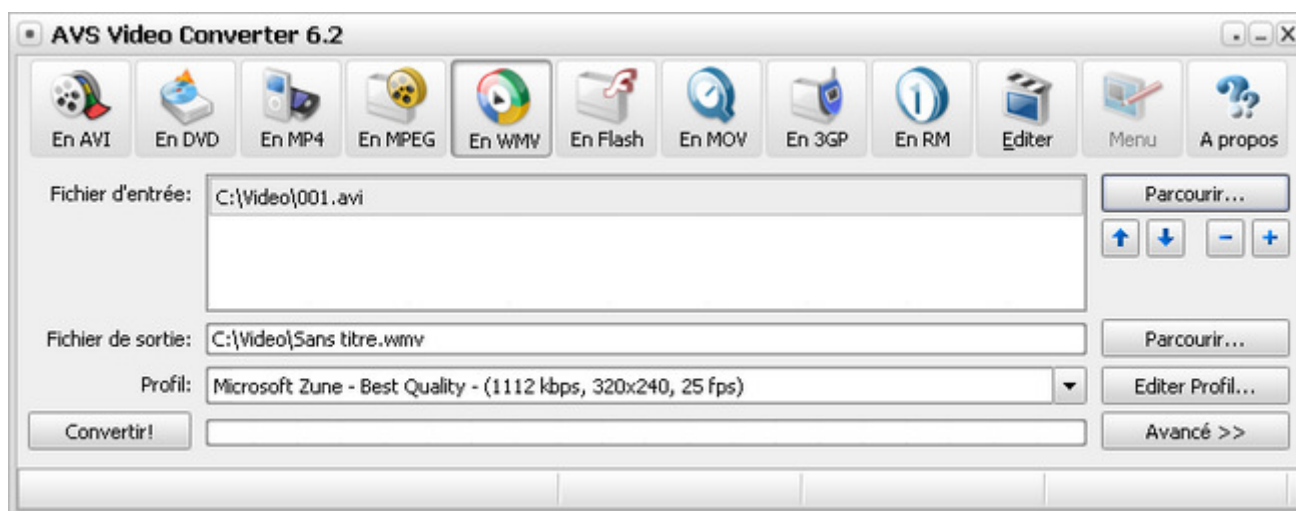 AVS Video Converter 6.2
En AVI En DVD En MP4 En MPEG En WMV En Flash En MOV En 3GP En RM Editer Menu A propos
Fichier d'entrée: C:\Video\001.avi Parcourir...
Fichier de sortie: C:\Video\Sans titre.wmv Parcourir...
Profil: Microsoft Zune - Best Quality - (1112 kbps, 320x240, 25 fps) Editer Profil...
Convertir! Avancé >>